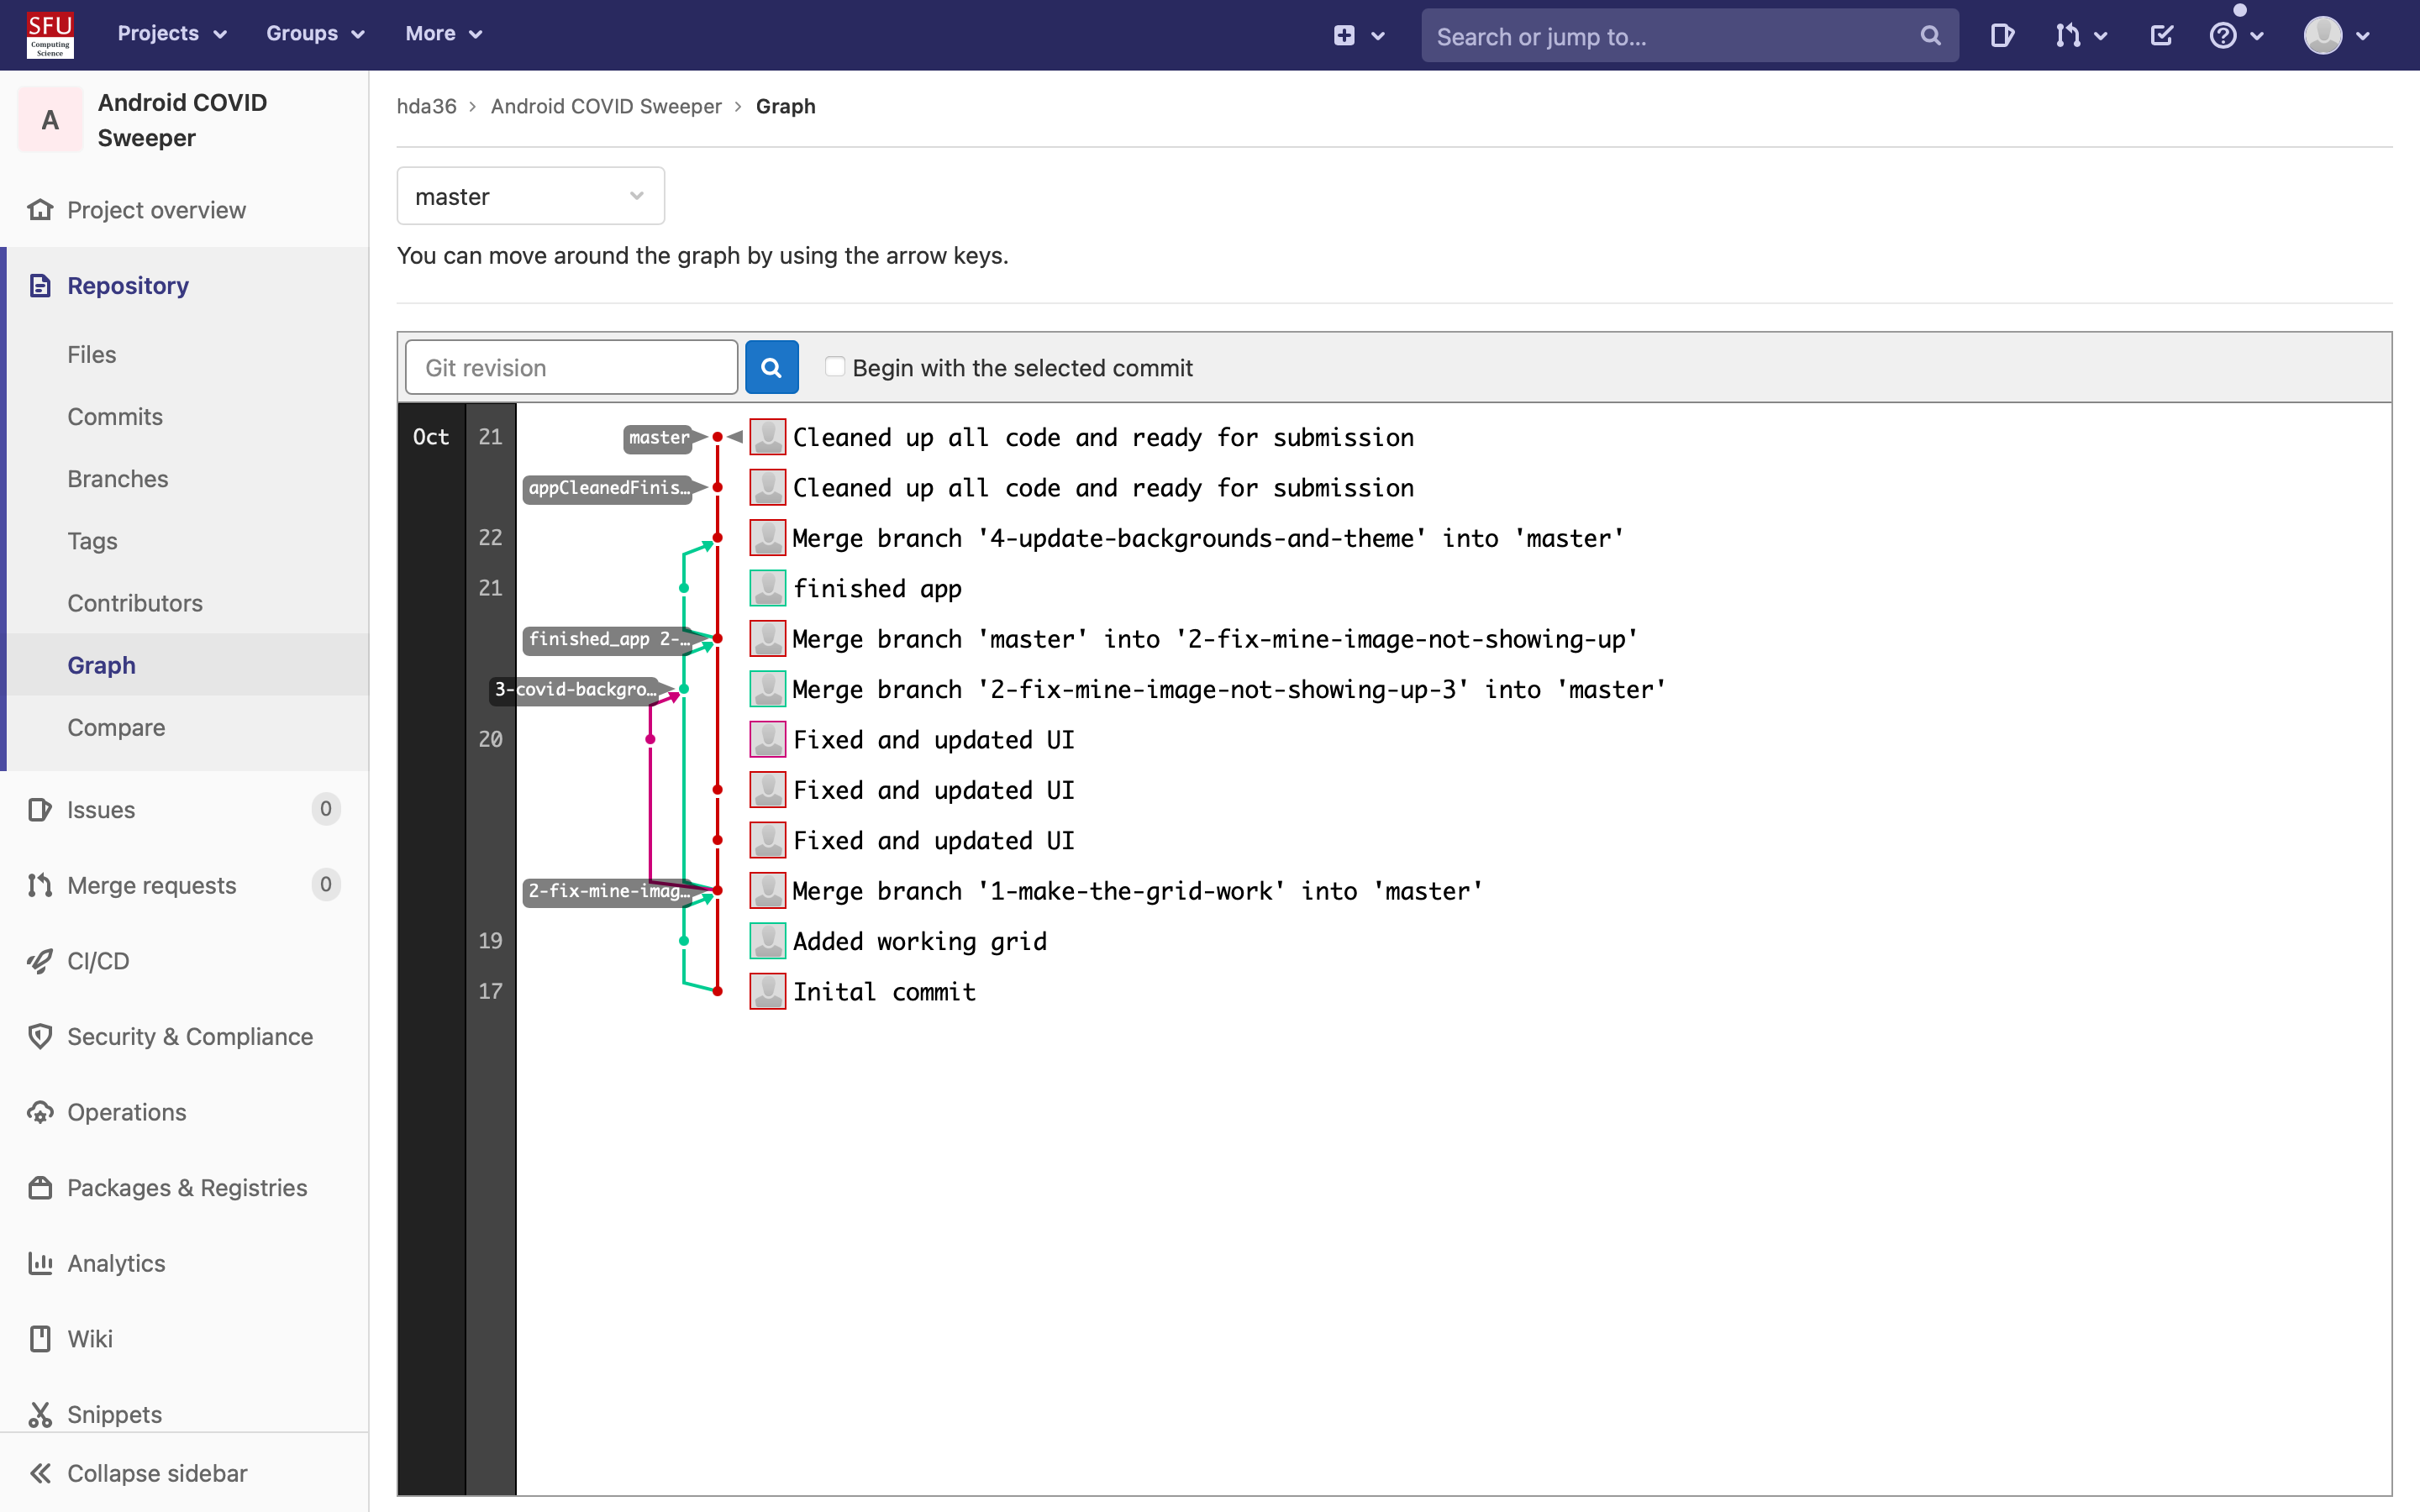 SFU
Computing
Science
Projects
Groups
More
Search or jump to...
A
Android COVID
Sweeper
Project overview
Repository
Files
Commits
Branches
Tags
Contributors
Graph
Compare
Issues
0
Merge requests
0
CI/CD
Security & Compliance
Operations
Packages & Registries
Analytics
Wiki
Snippets
Collapse sidebar
hda36 > Android COVID Sweeper > Graph
master
You can move around the graph by using the arrow keys.
Git revision
Begin with the selected commit
Oct 21 master Cleaned up all code and ready for submission
appCleanedFinis… Cleaned up all code and ready for submission
22 Merge branch '4-update-backgrounds-and-theme' into 'master'
21 finished app
finished_app 2-… Merge branch 'master' into '2-fix-mine-image-not-showing-up'
3-covid-backgro… Merge branch '2-fix-mine-image-not-showing-up-3' into 'master'
20 Fixed and updated UI
Fixed and updated UI
Fixed and updated UI
2-fix-mine-imag… Merge branch '1-make-the-grid-work' into 'master'
19 Added working grid
17 Inital commit